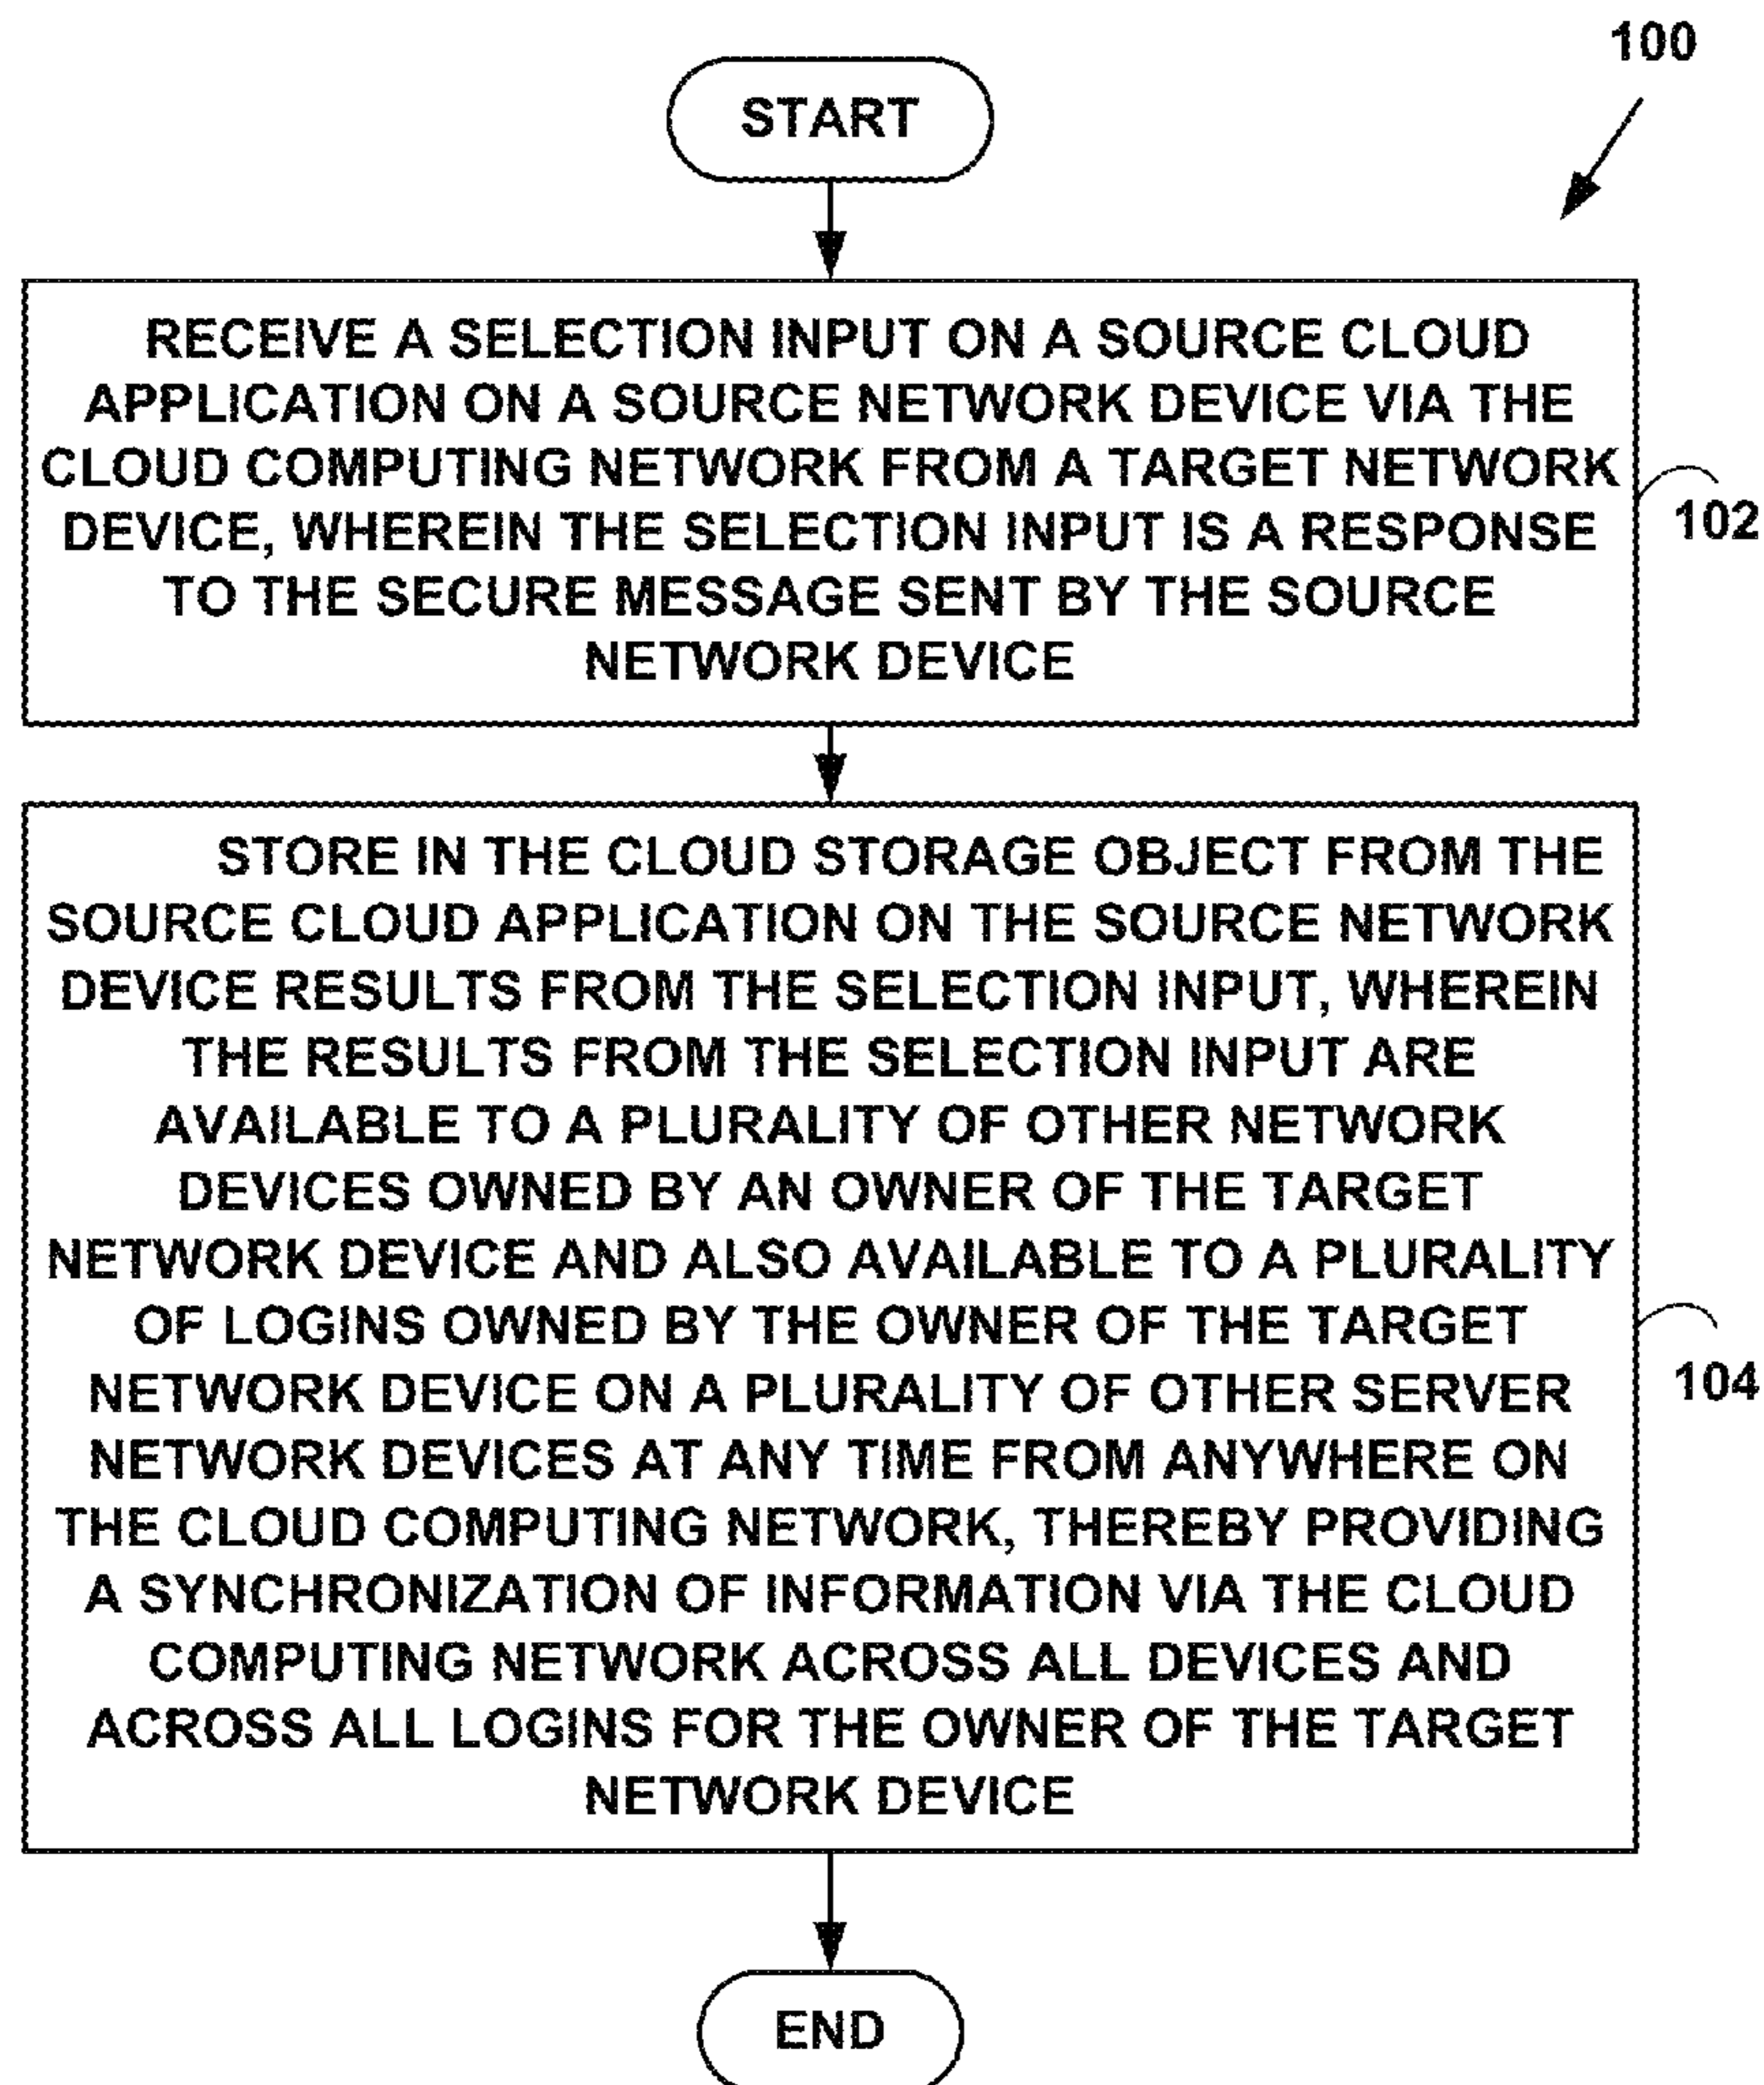 100
START
RECEIVE A SELECTION INPUT ON A SOURCE CLOUD
APPLICATION ON A SOURCE NETWORK DEVICE VIA THE
CLOUD COMPUTING NETWORK FROM A TARGET NETWORK
DEVICE, WHEREIN THE SELECTION INPUT IS A RESPONSE
TO THE SECURE MESSAGE SENT BY THE SOURCE
NETWORK DEVICE
102
STORE IN THE CLOUD STORAGE OBJECT FROM THE
SOURCE CLOUD APPLICATION ON THE SOURCE NETWORK
DEVICE RESULTS FROM THE SELECTION INPUT, WHEREIN
THE RESULTS FROM THE SELECTION INPUT ARE
AVAILABLE TO A PLURALITY OF OTHER NETWORK
DEVICES OWNED BY AN OWNER OF THE TARGET
NETWORK DEVICE AND ALSO AVAILABLE TO A PLURALITY
OF LOGINS OWNED BY THE OWNER OF THE TARGET
NETWORK DEVICE ON A PLURALITY OF OTHER SERVER
NETWORK DEVICES AT ANY TIME FROM ANYWHERE ON
THE CLOUD COMPUTING NETWORK, THEREBY PROVIDING
A SYNCHRONIZATION OF INFORMATION VIA THE CLOUD
COMPUTING NETWORK ACROSS ALL DEVICES AND
ACROSS ALL LOGINS FOR THE OWNER OF THE TARGET
NETWORK DEVICE
104
END